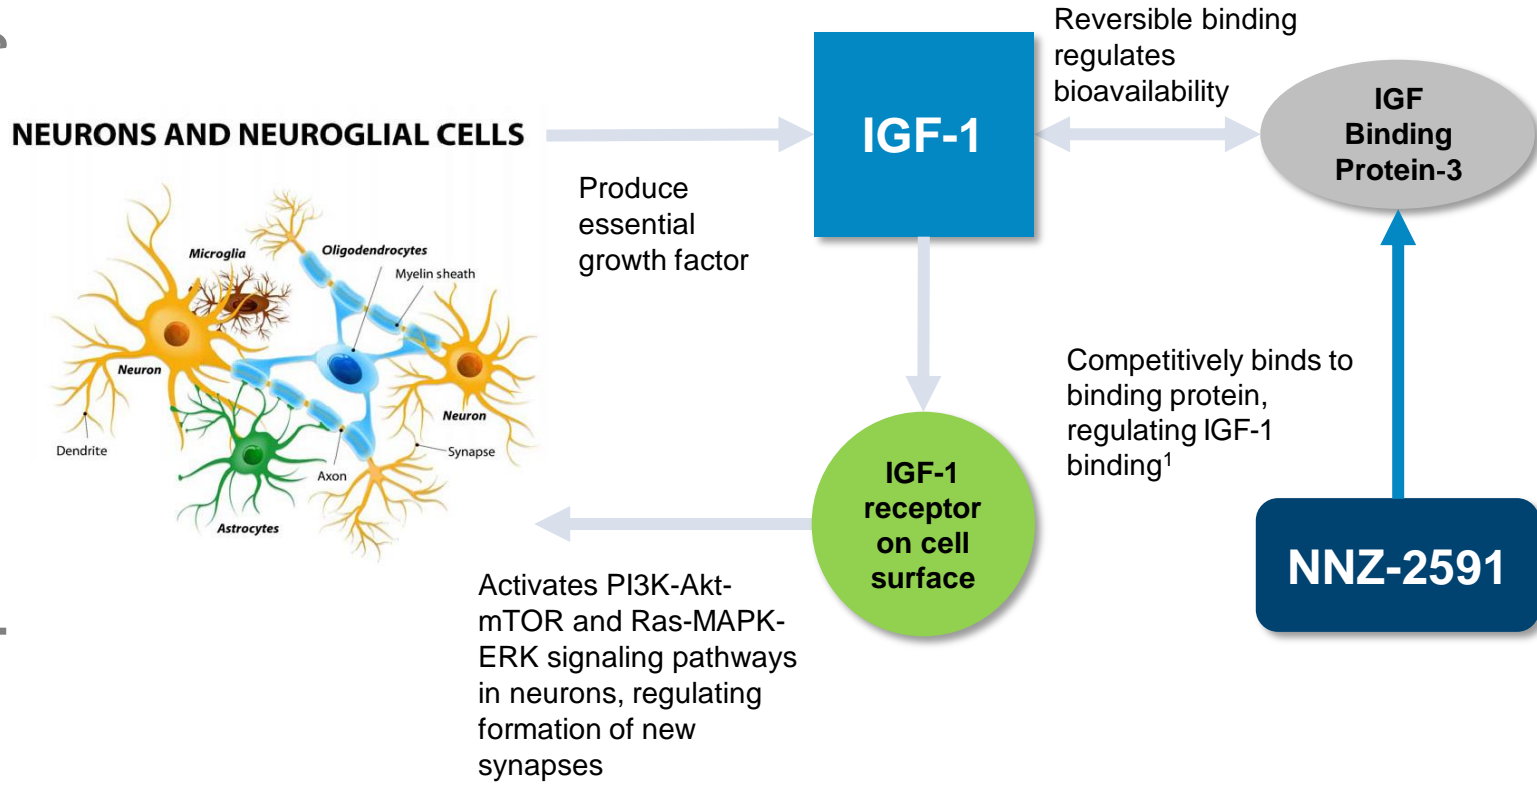 NEURONS AND NEUROGLIAL CELLS
Microglia
Oligodendrocytes
Myelin sheath
Neuron
Neuron
Dendrite
Synapse
Axon
Astrocytes
Produce
essential
growth factor
IGF-1
Reversible binding
regulates
bioavailability
IGF
Binding
Protein-3
Competitively binds to
binding protein,
regulating IGF-1
binding1
NNZ-2591
IGF-1
receptor
on cell
surface
Activates PI3K-Akt-
mTOR and Ras-MAPK-
ERK signaling pathways
in neurons, regulating
formation of new
synapses